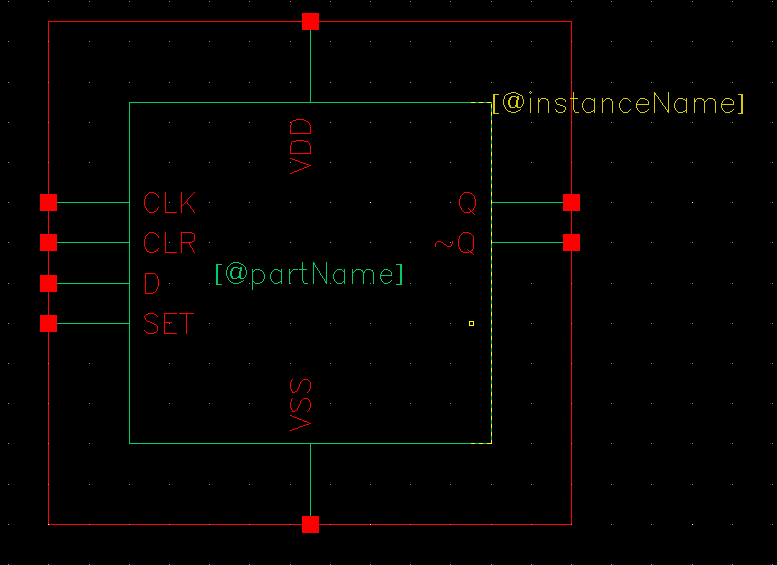 [@instanceName]
VDD
CLK
Q
CLR
~Q
[@partName]
D
SET
VSS